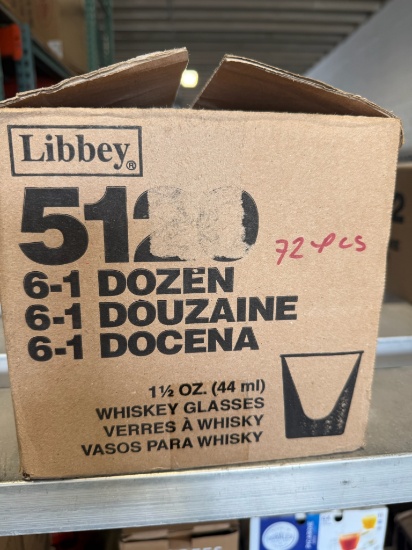 Libbey®
5120
72 pcs
6-1 DOZEN
6-1 DOUZAINE
6-1 DOCENA
1½ OZ. (44 ml)
WHISKEY GLASSES
VERRES À WHISKY
VASOS PARA WHISKY